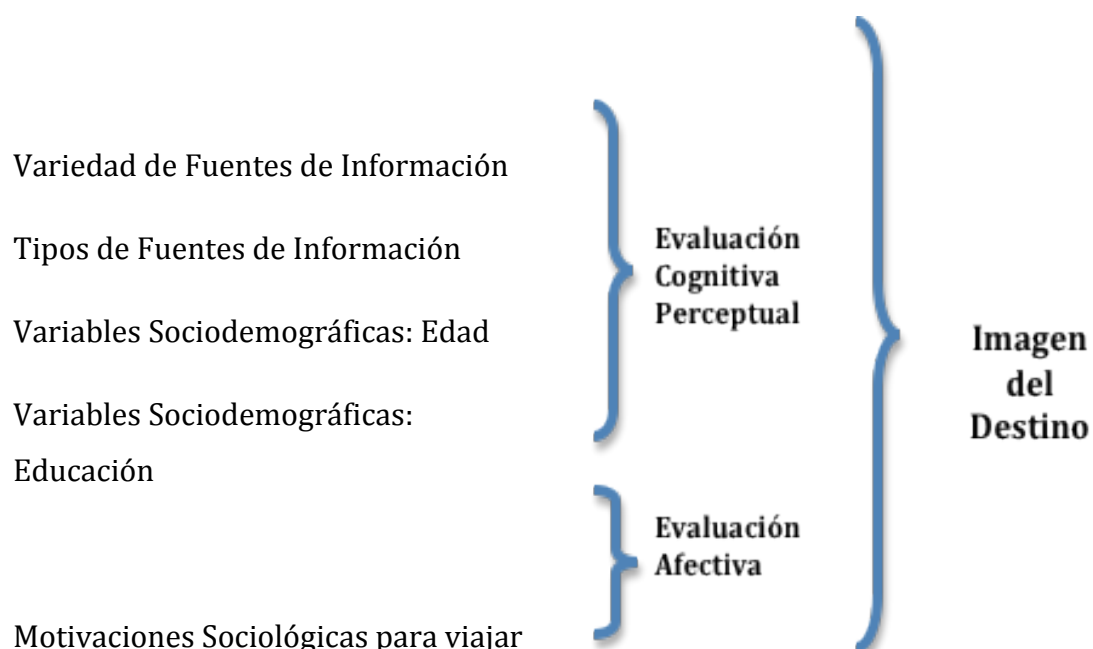 Variedad de Fuentes de Información
Tipos de Fuentes de Información
Variables Sociodemográficas: Edad
Variables Sociodemográficas:
Educación
Motivaciones Sociológicas para viajar
Evaluación
Cognitiva
Perceptual
Evaluación
Afectiva
Imagen
del
Destino